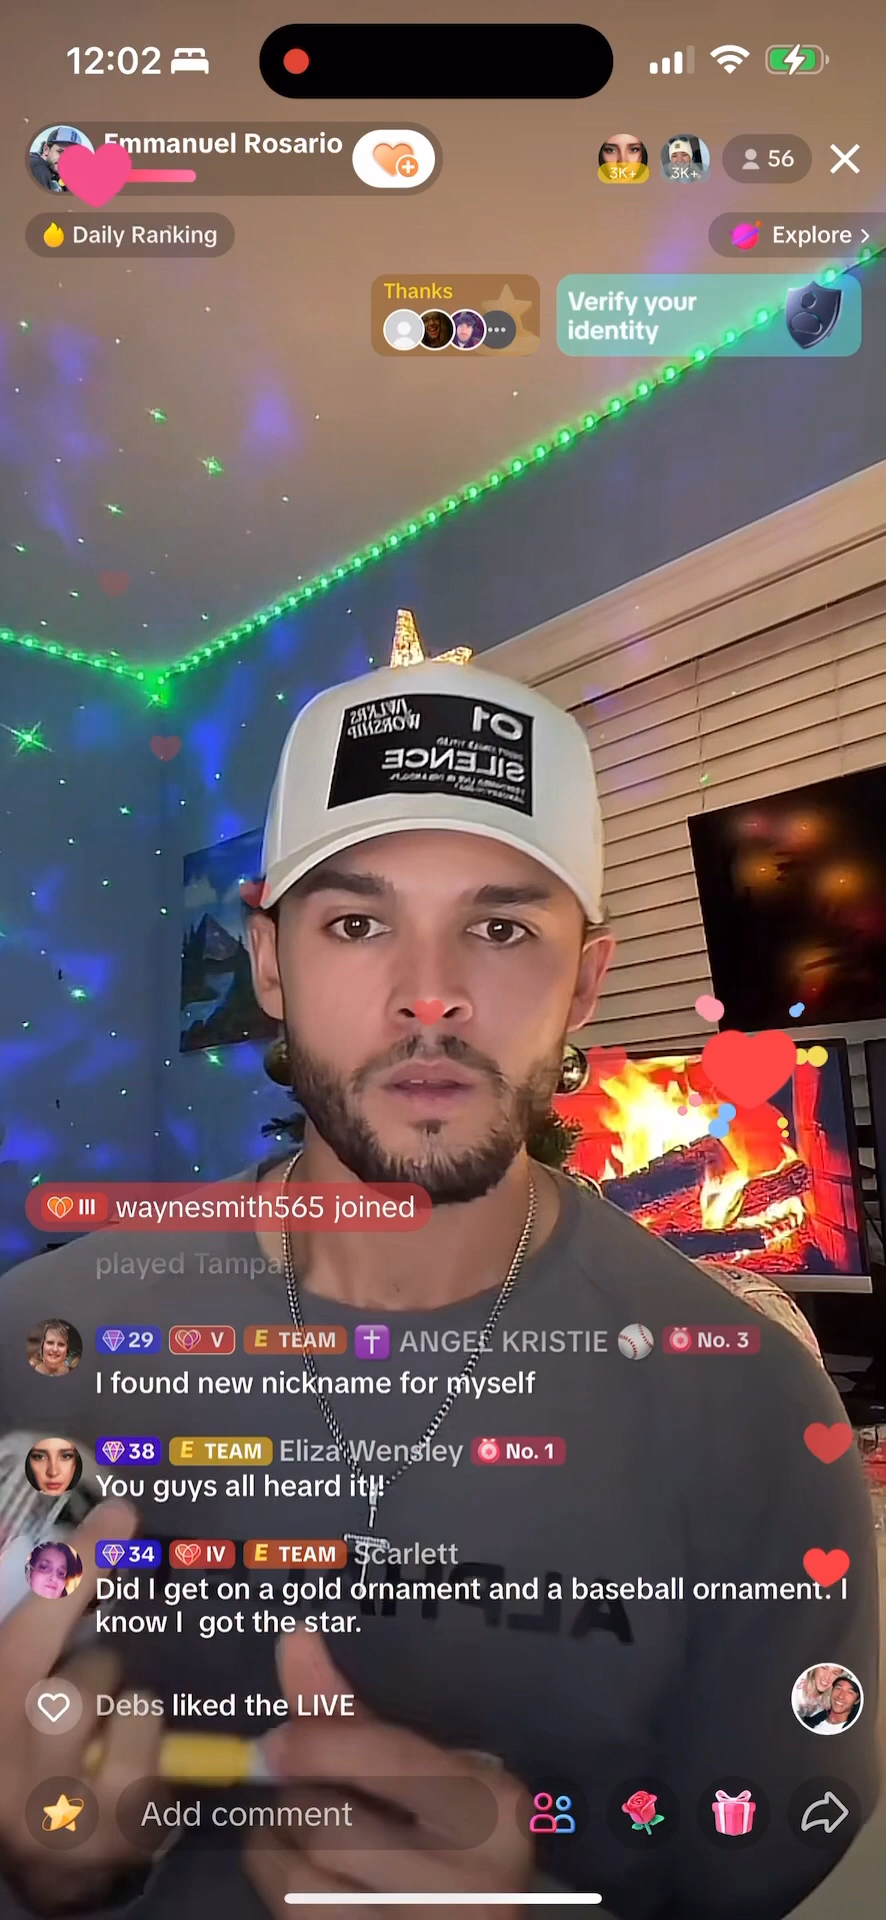 12:02
Emmanuel Rosario
3K+
3K+
56
Daily Ranking
Explore >
Thanks
Verify your
identity
WORSHIP
01
SILENCE
III waynesmith565 joined
played Tampa
29 V E TEAM ANGEL KRISTIE No. 3
I found new nickname for myself
38 E TEAM Eliza Wensley No. 1
You guys all heard it!!
34 IV E TEAM Scarlett
Did I get on a gold ornament and a baseball ornament. I
know I got the star.
Debs liked the LIVE
Add comment